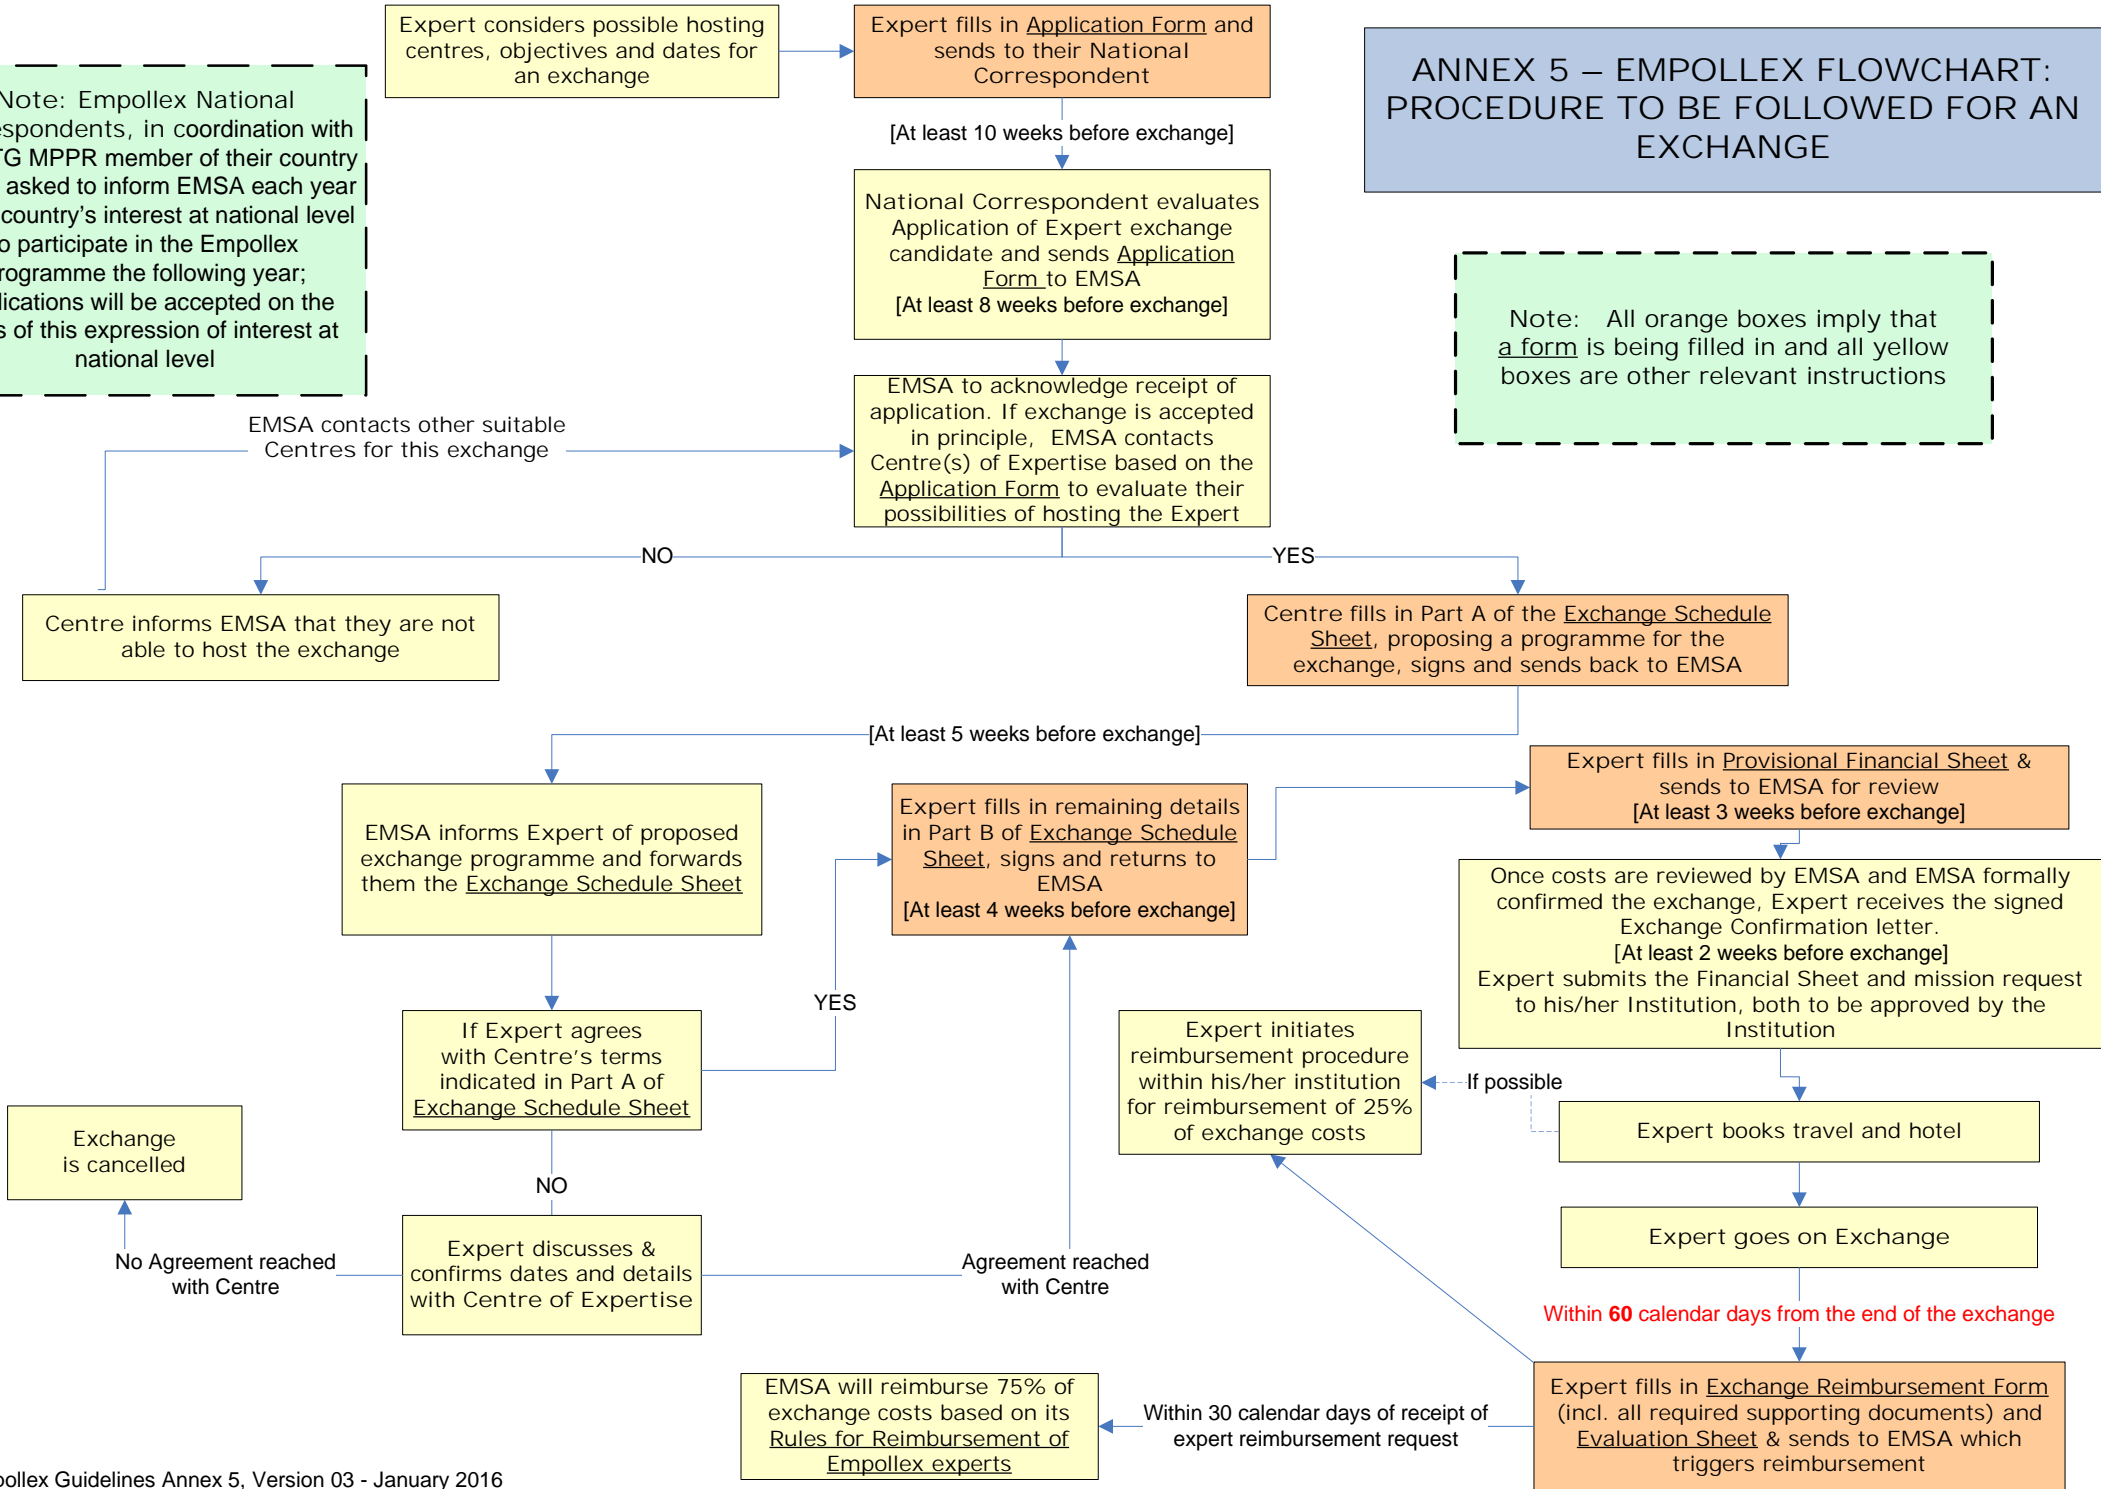 Expert considers possible hosting
centres, objectives and dates for
an exchange
Expert fills in Application Form and
sends to their National
Correspondent
ANNEX 5 – EMPOLLEX FLOWCHART:
PROCEDURE TO BE FOLLOWED FOR AN
EXCHANGE
Note: Empollex National
in coordination with
MPPR member of their country
asked to inform EMSA each year
country's interest at national level
participate in the Empollex
the following year;
will be accepted on the
of this expression of interest at
national level
[At least 10 weeks before exchange]
National Correspondent evaluates
Application of Expert exchange
candidate and sends Application
Form to EMSA
[At least 8 weeks before exchange]
Note: All orange boxes imply that
a form is being filled in and all yellow
boxes are other relevant instructions
EMSA to acknowledge receipt of
application. If exchange is accepted
in principle, EMSA contacts
Centre(s) of Expertise based on the
Application Form to evaluate their
possibilities of hosting the Expert
EMSA contacts other suitable
Centres for this exchange
NO
YES
Centre informs EMSA that they are not
able to host the exchange
Centre fills in Part A of the Exchange Schedule
Sheet, proposing a programme for the
exchange, signs and sends back to EMSA
[At least 5 weeks before exchange]
EMSA informs Expert of proposed
exchange programme and forwards
them the Exchange Schedule Sheet
Expert fills in remaining details
in Part B of Exchange Schedule
Sheet, signs and returns to
EMSA
[At least 4 weeks before exchange]
Expert fills in Provisional Financial Sheet &
sends to EMSA for review
[At least 3 weeks before exchange]
Once costs are reviewed by EMSA and EMSA formally
confirmed the exchange, Expert receives the signed
Exchange Confirmation letter.
[At least 2 weeks before exchange]
Expert submits the Financial Sheet and mission request
to his/her Institution, both to be approved by the
Institution
YES
If Expert agrees
with Centre's terms
indicated in Part A of
Exchange Schedule Sheet
Expert initiates
reimbursement procedure
within his/her institution
for reimbursement of 25%
of exchange costs
If possible
Expert books travel and hotel
Exchange
is cancelled
NO
Expert goes on Exchange
No Agreement reached
with Centre
Expert discusses &
confirms dates and details
with Centre of Expertise
Agreement reached
with Centre
Within 60 calendar days from the end of the exchange
EMSA will reimburse 75% of
exchange costs based on its
Rules for Reimbursement of
Empollex experts
Within 30 calendar days of receipt of
expert reimbursement request
Expert fills in Exchange Reimbursement Form
(incl. all required supporting documents) and
Evaluation Sheet & sends to EMSA which
triggers reimbursement
Guidelines Annex 5, Version 03 - January 2016